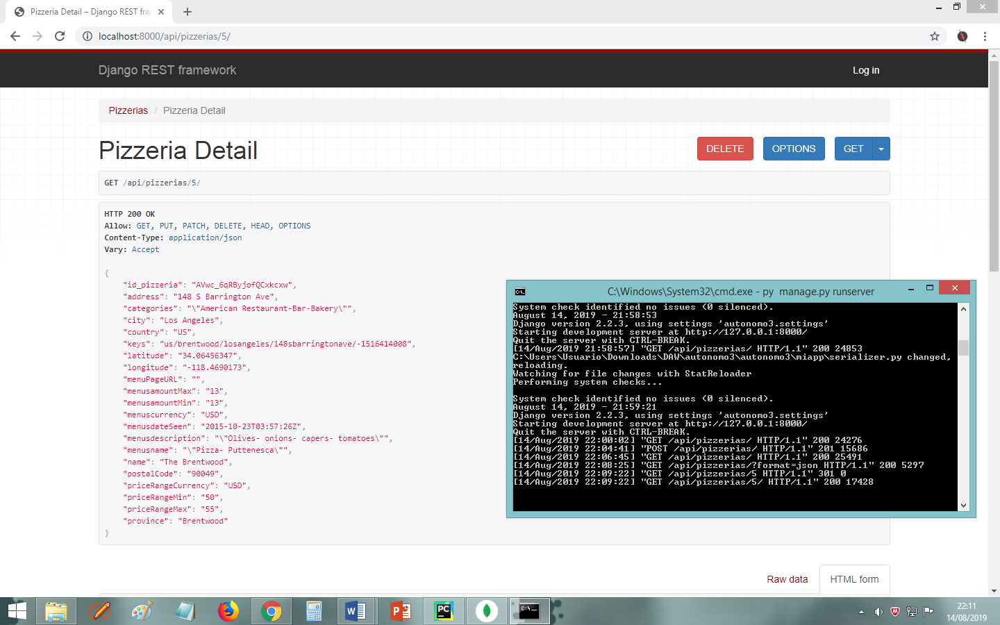 Pizzeria Detail – Django REST fra
localhost:8000/api/pizzerias/5/
Django REST framework
Log in
Pizzerias / Pizzeria Detail
Pizzeria Detail
DELETE
OPTIONS
GET
GET /api/pizzerias/5/
HTTP 200 OK
Allow: GET, PUT, PATCH, DELETE, HEAD, OPTIONS
Content-Type: application/json
Vary: Accept
{
"id_pizzeria": "AVwc_6qRByjofQCxkcxw",
"address": "148 S Barrington Ave",
"categories": "\"American Restaurant-Bar-Bakery\"",
"city": "Los Angeles",
"country": "US",
"keys": "us/brentwood/losangeles/148sbarringtonave/-1516414008",
"latitude": "34.06456347",
"longitude": "-118.4690173",
"menuPageURL": "",
"menusamountMax": "13",
"menusamountMin": "13",
"menuscurrency": "USD",
"menusdateSeen": "2015-10-23T03:57:26Z",
"menusdescription": "\"Olives- onions- capers- tomatoes\"",
"menusname": "\"Pizza- Puttenesca\"",
"name": "The Brentwood",
"postalCode": "90049",
"priceRangeCurrency": "USD",
"priceRangeMin": "50",
"priceRangeMax": "55",
"province": "Brentwood"
}
C:\Windows\System32\cmd.exe - py  manage.py runserver
System check identified no issues (0 silenced).
August 14, 2019 - 21:58:53
Django version 2.2.3, using settings 'autonomo3.settings'
Starting development server at http://127.0.0.1:8000/
Quit the server with CTRL-BREAK.
[14/Aug/2019 21:58:57] "GET /api/pizzerias/ HTTP/1.1" 200 24853
C:\Users\Usuario\Downloads\DAW\autonomo3\autonomo3\miapp\serializer.py changed,
reloading.
Watching for file changes with StatReloader
Performing system checks...
System check identified no issues (0 silenced).
August 14, 2019 - 21:59:21
Django version 2.2.3, using settings 'autonomo3.settings'
Starting development server at http://127.0.0.1:8000/
Quit the server with CTRL-BREAK.
[14/Aug/2019 22:00:02] "GET /api/pizzerias/ HTTP/1.1" 200 24276
[14/Aug/2019 22:04:41] "POST /api/pizzerias/ HTTP/1.1" 201 15686
[14/Aug/2019 22:06:45] "GET /api/pizzerias/ HTTP/1.1" 200 25491
[14/Aug/2019 22:08:25] "GET /api/pizzerias/?format=json HTTP/1.1" 200 5297
[14/Aug/2019 22:09:22] "GET /api/pizzerias/5 HTTP/1.1" 301 0
[14/Aug/2019 22:09:22] "GET /api/pizzerias/5/ HTTP/1.1" 200 17428
Raw data
HTML form
22:11
14/08/2019